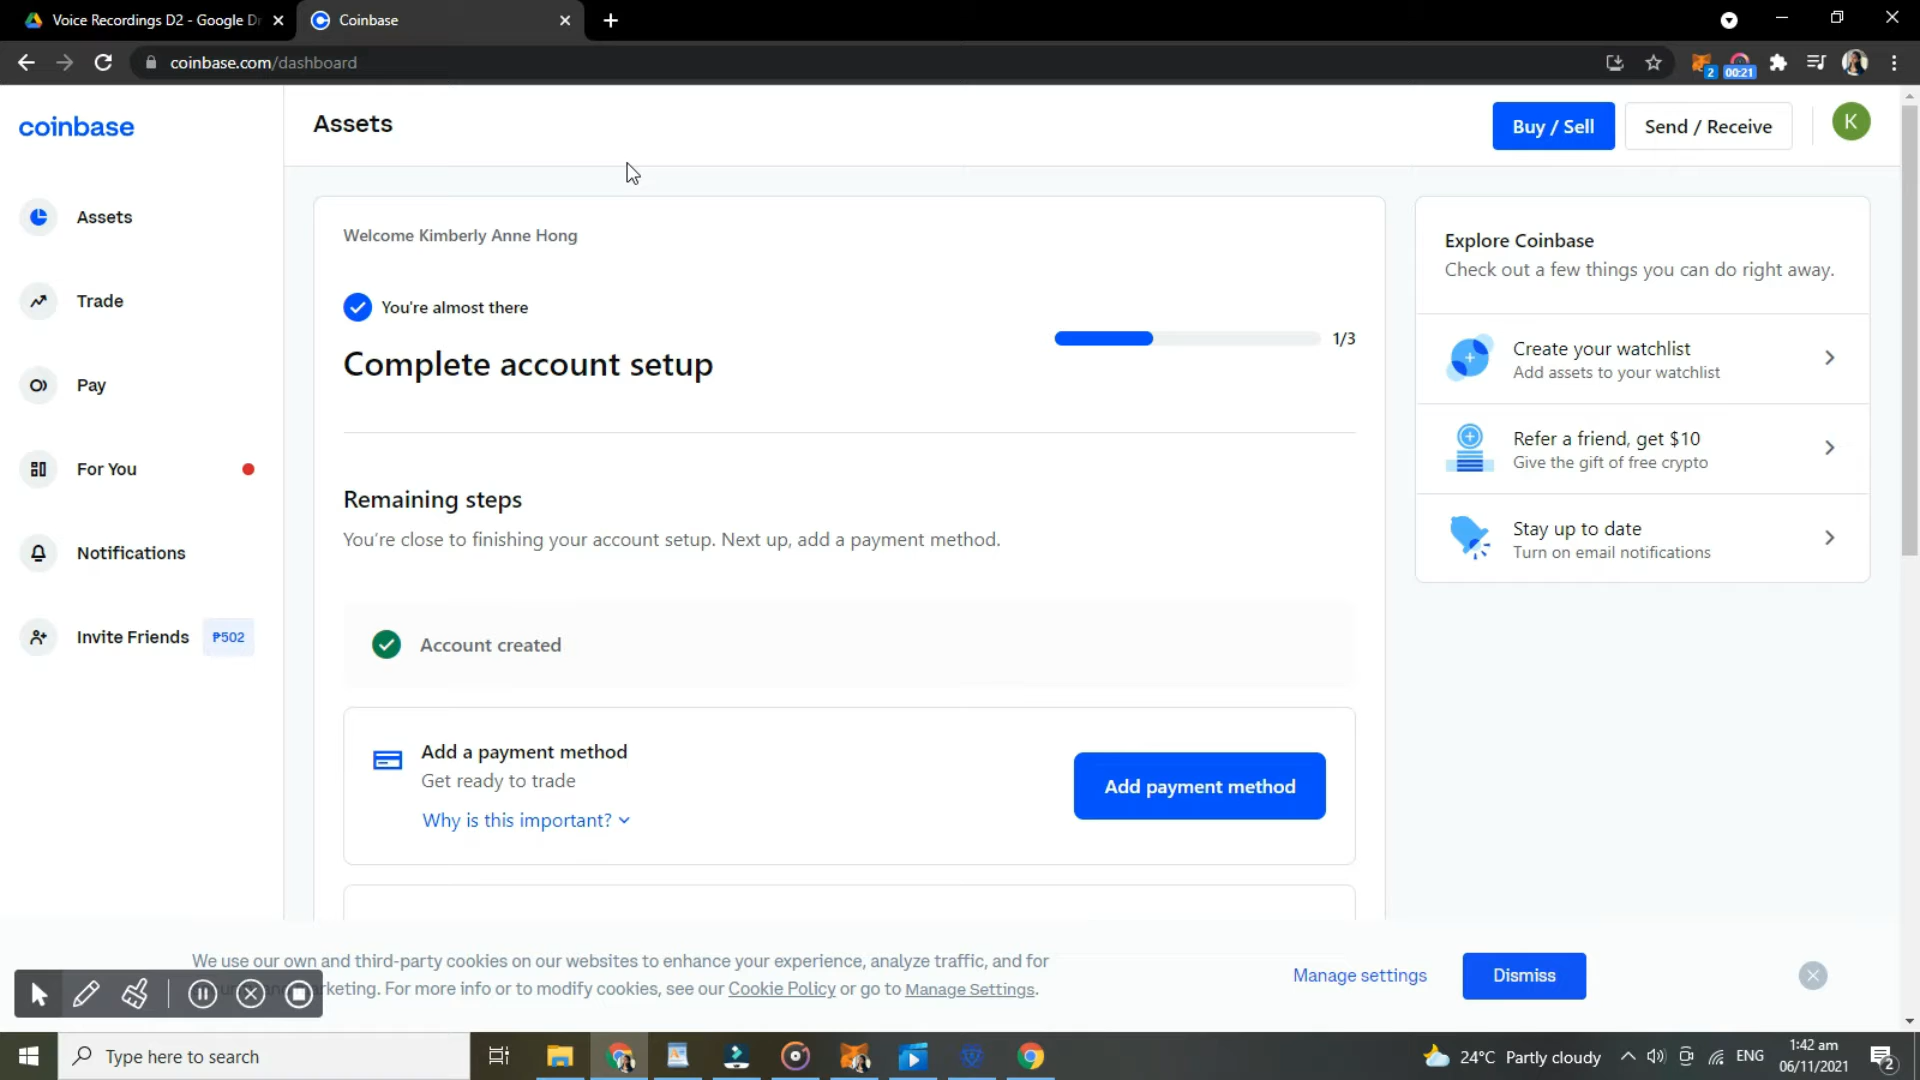 Voice Recordings D2 - Google Dr
Coinbase
coinbase.com/dashboard
2
00:21
coinbase
Assets
Buy / Sell
Send / Receive
K
Assets
Trade
Pay
For You
Notifications
Invite Friends
₱502
Welcome Kimberly Anne Hong
You're almost there
Complete account setup
1/3
Remaining steps
You're close to finishing your account setup. Next up, add a payment method.
Account created
Add a payment method
Get ready to trade
Why is this important?
Add payment method
Explore Coinbase
Check out a few things you can do right away.
Create your watchlist
Add assets to your watchlist
Refer a friend, get $10
Give the gift of free crypto
Stay up to date
Turn on email notifications
We use our own and third-party cookies on our websites to enhance your experience, analyze traffic, and for
rketing. For more info or to modify cookies, see our Cookie Policy or go to Manage Settings.
Manage settings
Dismiss
Type here to search
24°C Partly cloudy
ENG
1:42 am
06/11/2021
2